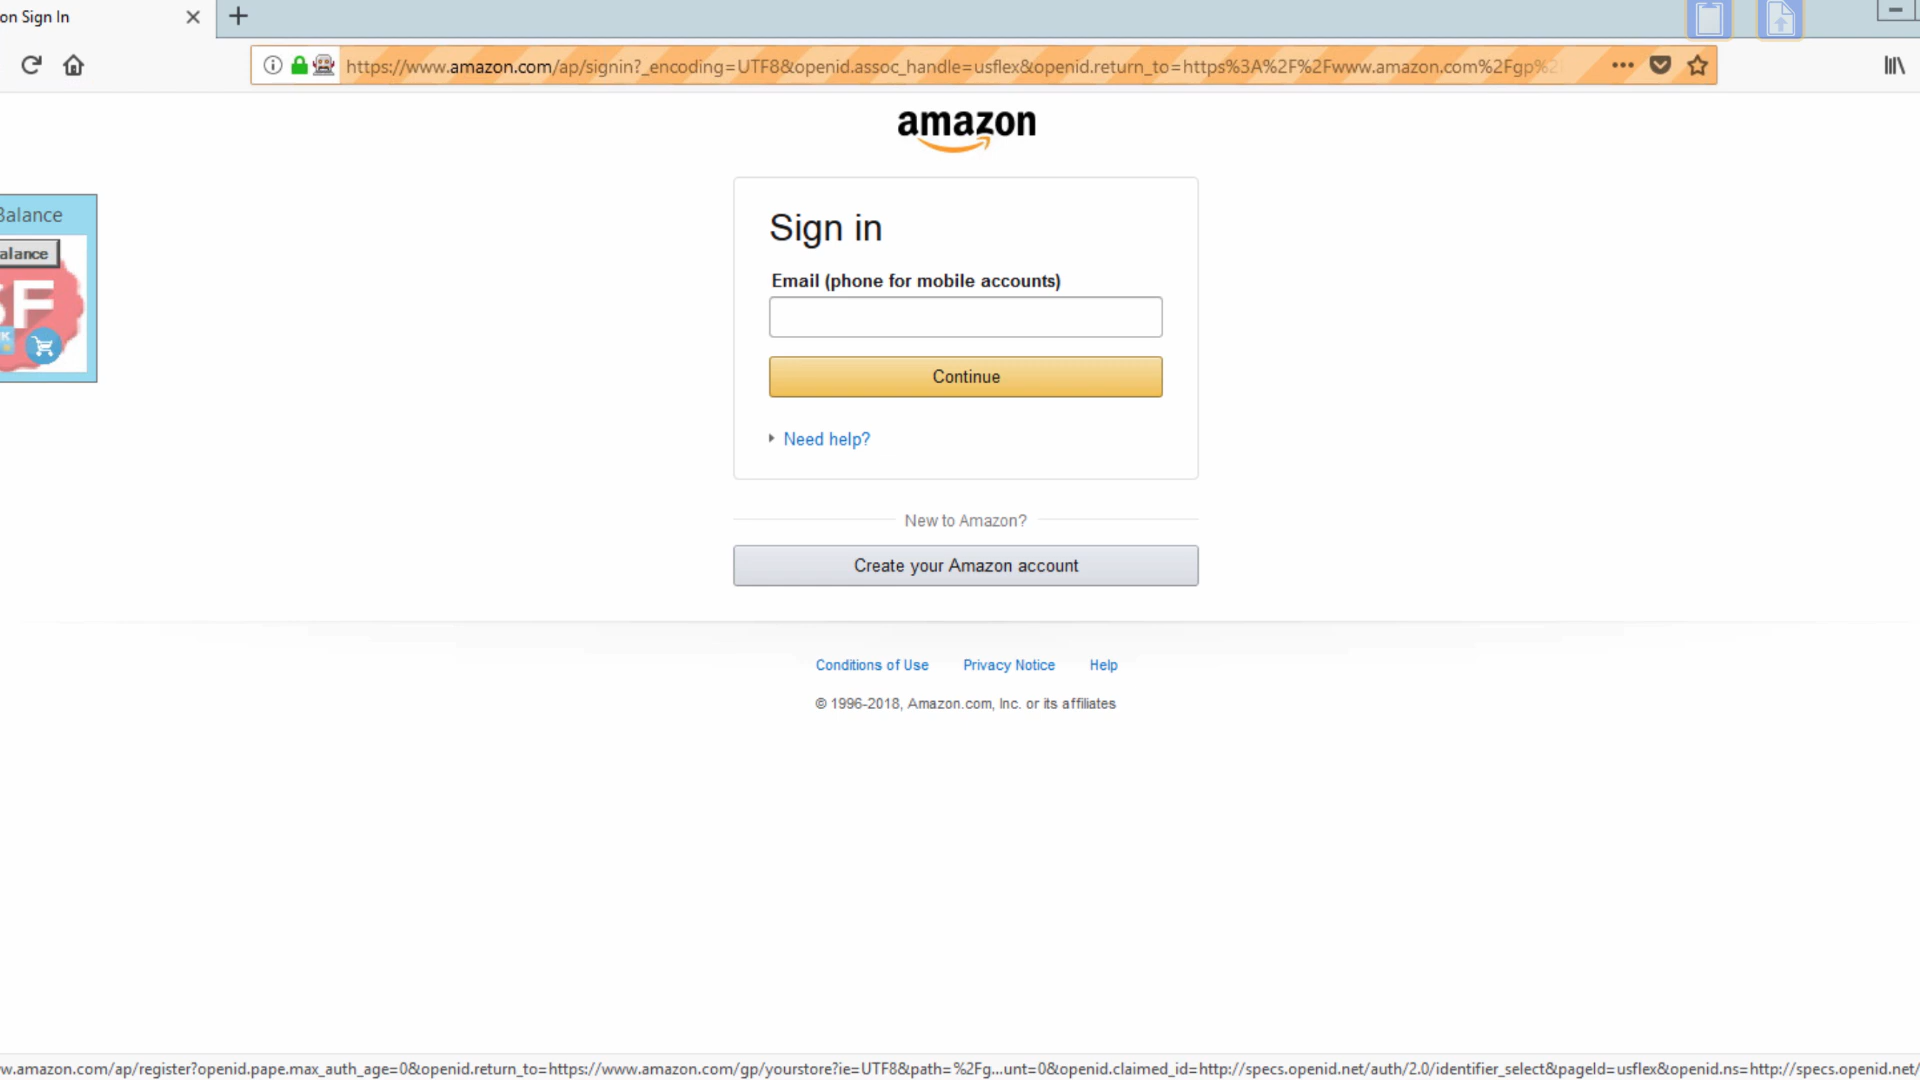 on Sign In
https://www.amazon.com/ap/signin?_encoding=UTF8&openid.assoc_handle=usflex&openid.return_to=https%3A%2F%2Fwww.amazon.com%2Fgp%2
amazon
Balance
alance
SF
K
Sign in
Email (phone for mobile accounts)
Continue
Need help?
New to Amazon?
Create your Amazon account
Conditions of Use Privacy Notice Help
© 1996-2018, Amazon.com, Inc. or its affiliates
w.amazon.com/ap/register?openid.pape.max_auth_age=0&openid.return_to=https://www.amazon.com/gp/yourstore?ie=UTF8&path=%2Fg...unt=0&openid.claimed_id=http://specs.openid.net/auth/2.0/identifier_select&pageId=usflex&openid.ns=http://specs.openid.net/